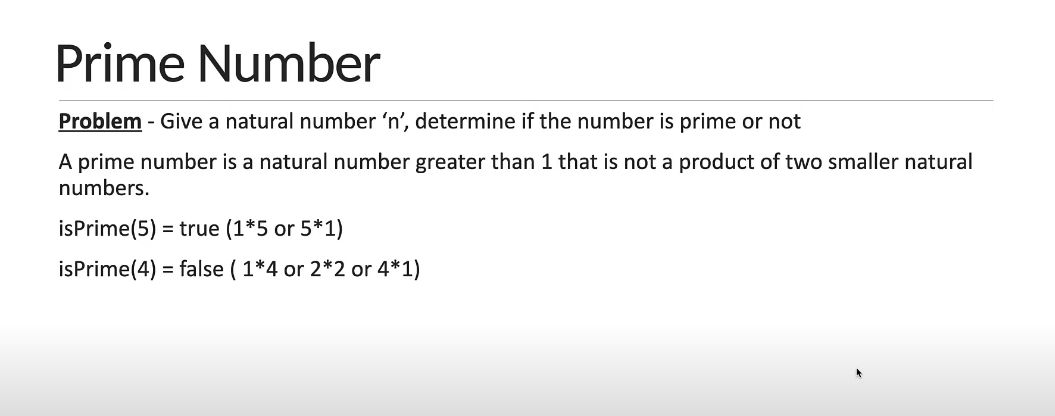 Prime Number
Problem - Give a natural number ‘n’, determine if the number is prime or not
A prime number is a natural number greater than 1 that is not a product of two smaller natural
numbers.
isPrime(5) = true (1*5 or 5*1)
isPrime(4) = false ( 1*4 or 2*2 or 4*1)